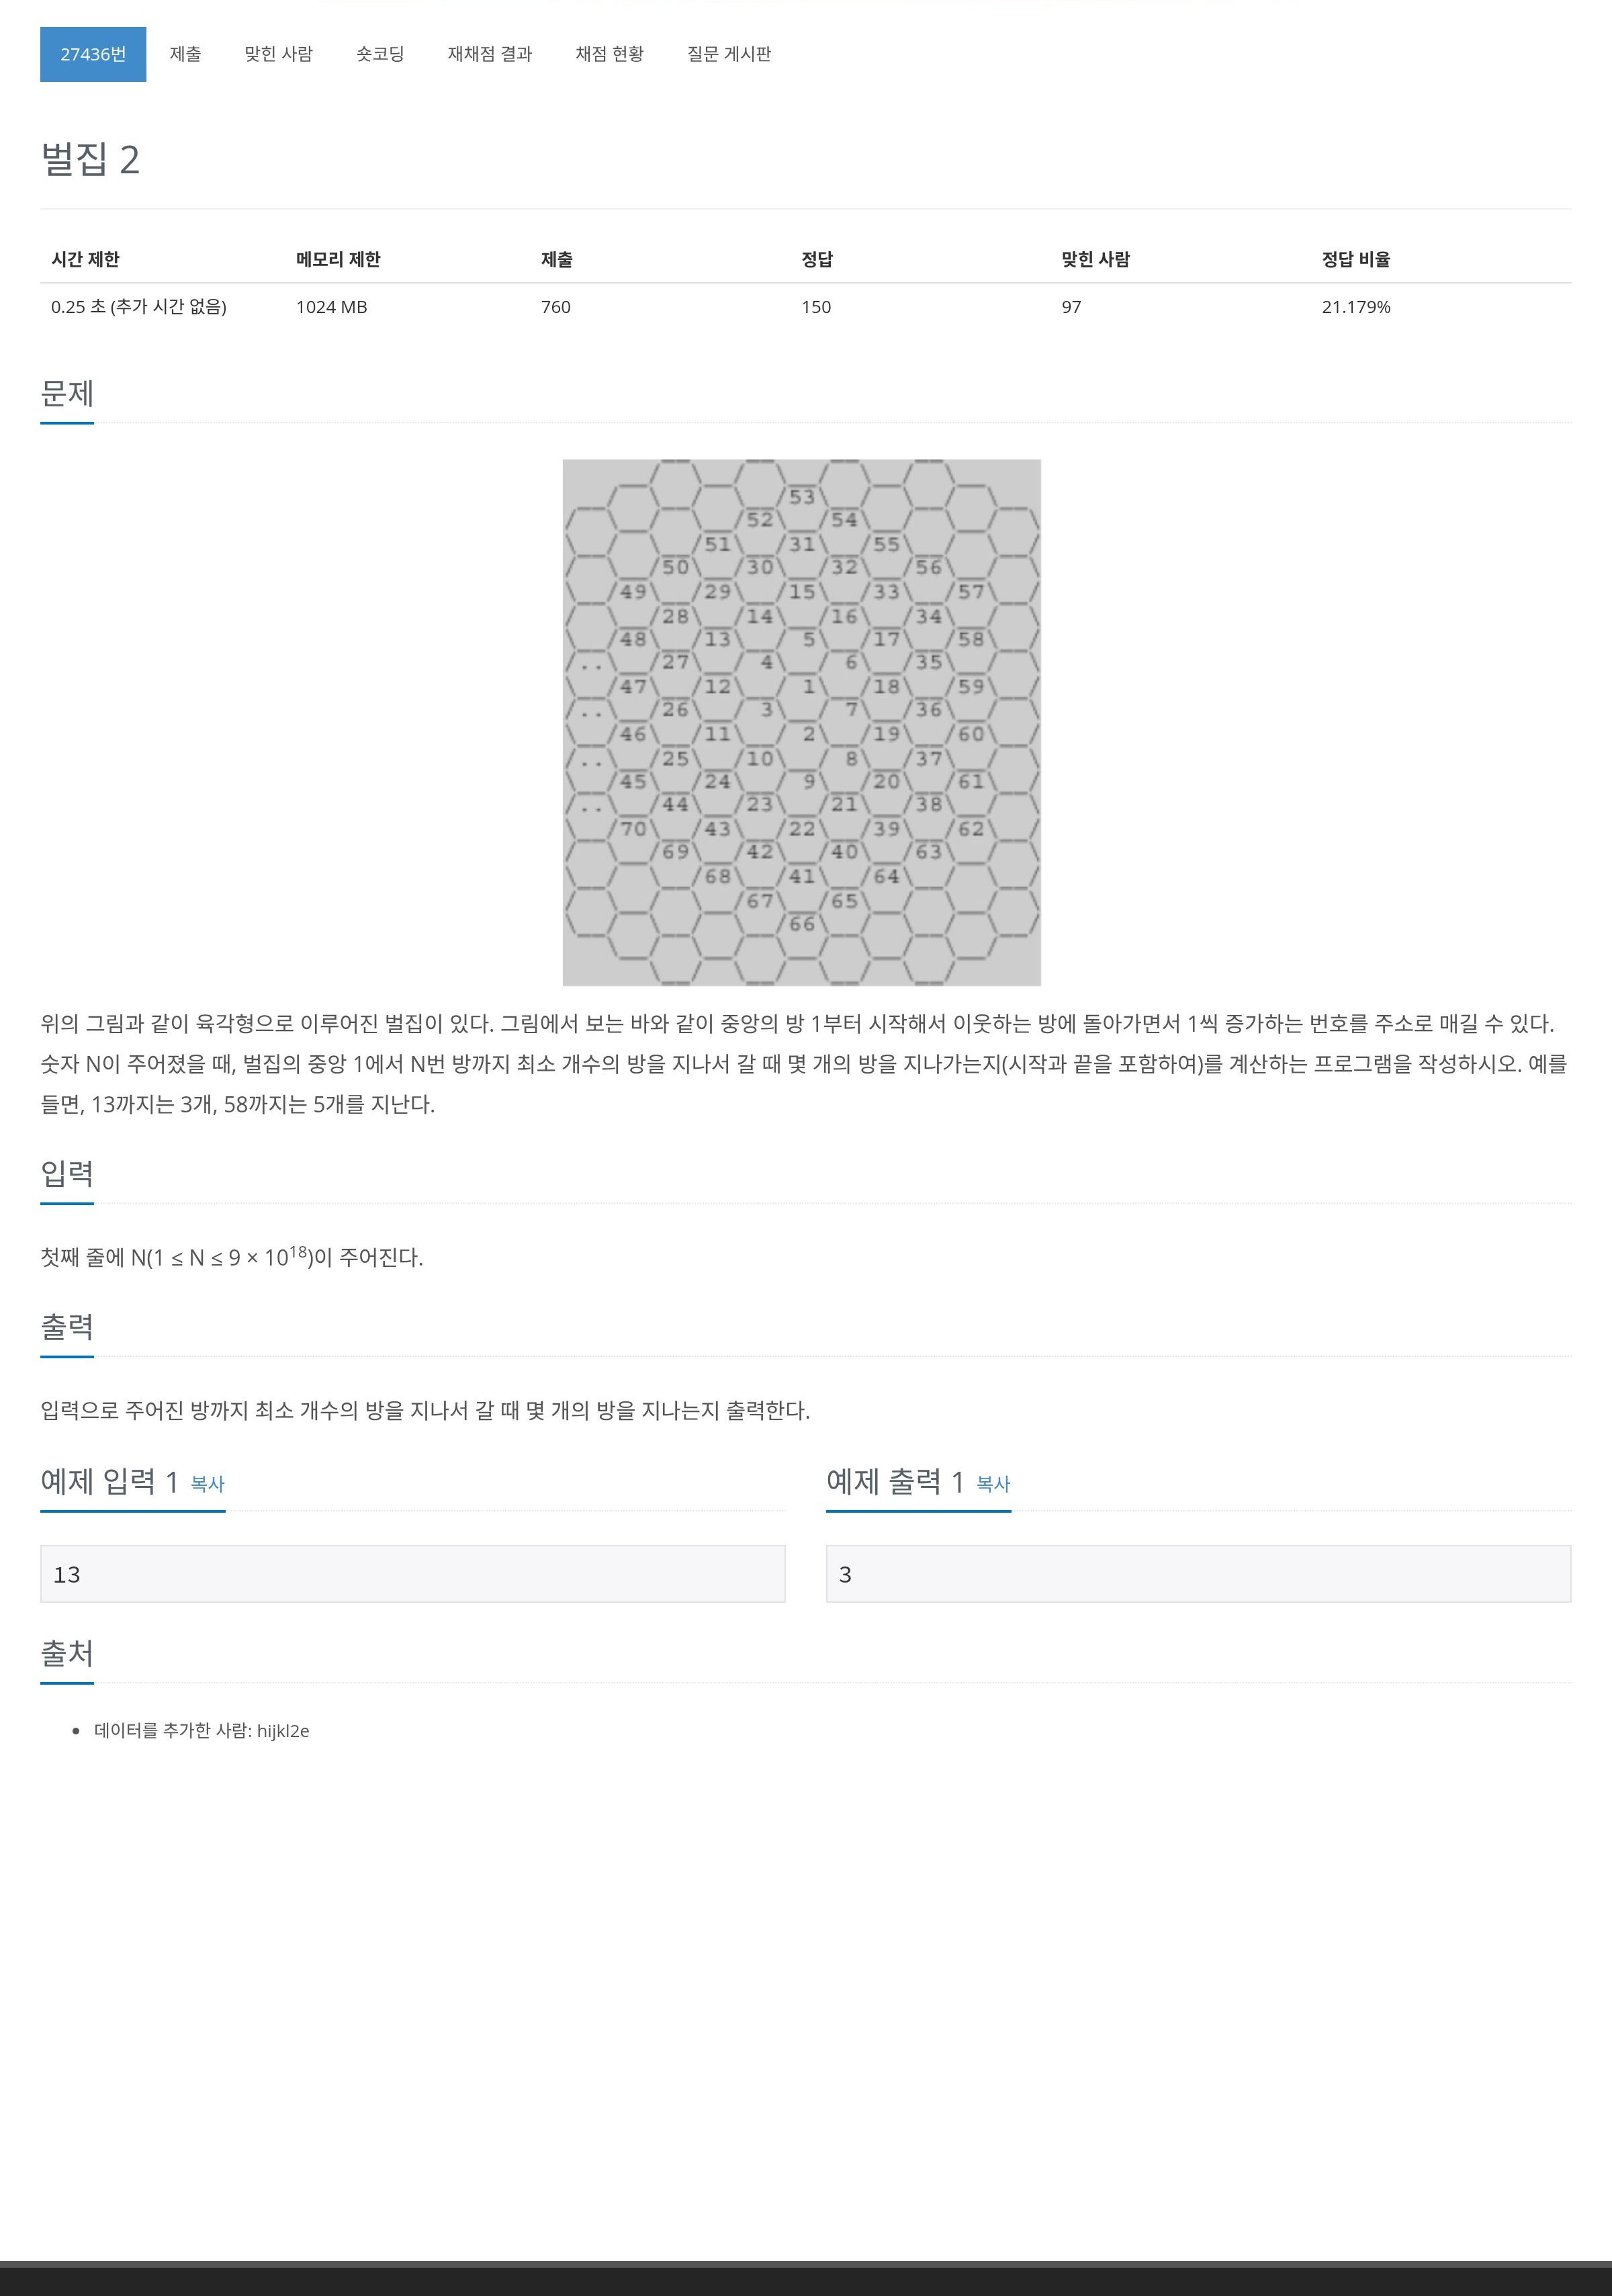 27436번 제출 맞힌 사람 숏코딩 재채점 결과 채점 현황 질문 게시판
벌집 2
시간 제한 메모리 제한 제출 정답 맞힌 사람 정답 비율
0.25 초 (추가 시간 없음) 1024 MB 760 150 97 21.179%
문제
53
52 54
51 31 55
50 30 32 56
49 29 15 33 57
28 14 16 34
48 13 5 17 58
.. 27 4 6 35
47 12 1 18 59
.. 26 3 7 36
46 11 2 19 60
.. 25 10 8 37
45 24 9 20 61
.. 44 23 21 38
70 43 22 39 62
69 42 40 63
68 41 64
67 65
66
위의 그림과 같이 육각형으로 이루어진 벌집이 있다. 그림에서 보는 바와 같이 중앙의 방 1부터 시작해서 이웃하는 방에 돌아가면서 1씩 증가하는 번호를 주소로 매길 수 있다.
숫자 N이 주어졌을 때, 벌집의 중앙 1에서 N번 방까지 최소 개수의 방을 지나서 갈 때 몇 개의 방을 지나가는지(시작과 끝을 포함하여)를 계산하는 프로그램을 작성하시오. 예를
들면, 13까지는 3개, 58까지는 5개를 지난다.
입력
첫째 줄에 N(1 ≤ N ≤ 9 × 10¹⁸)이 주어진다.
출력
입력으로 주어진 방까지 최소 개수의 방을 지나서 갈 때 몇 개의 방을 지나는지 출력한다.
예제 입력 1 복사 예제 출력 1 복사
13 3
출처
• 데이터를 추가한 사람: hijkl2e